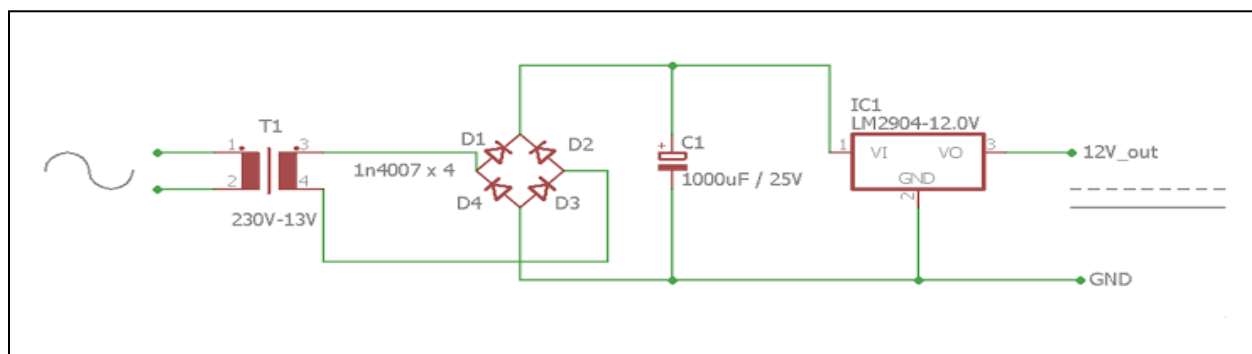 T1
1
2
3
4
230V-13V
1n4007 x 4
D1
D2
D4
D3
+
C1
1000uF / 25V
IC1
LM2904-12.0V
1
VI
VO
3
GND
2
12V_out
GND